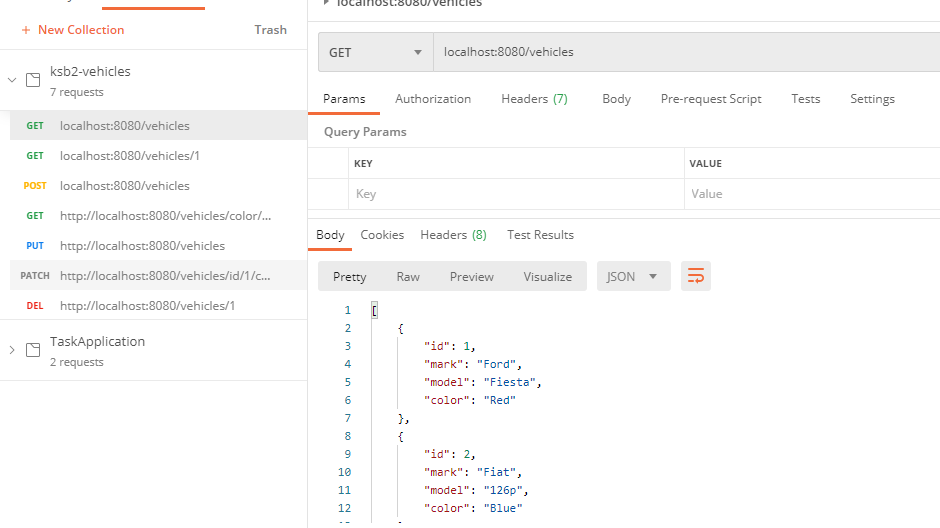 localhost:8080/vehicles
+ New Collection
Trash
ksb2-vehicles
7 requests
GET localhost:8080/vehicles
GET localhost:8080/vehicles/1
POST localhost:8080/vehicles
GET http://localhost:8080/vehicles/color/...
PUT http://localhost:8080/vehicles
PATCH http://localhost:8080/vehicles/id/1/c...
DEL http://localhost:8080/vehicles/1
TaskApplication
2 requests
GET localhost:8080/vehicles
Params Authorization Headers (7) Body Pre-request Script Tests Settings
Query Params
KEY VALUE
Key Value
Body Cookies Headers (8) Test Results
Pretty Raw Preview Visualize JSON
1 [
2 {
3 "id": 1,
4 "mark": "Ford",
5 "model": "Fiesta",
6 "color": "Red"
7 },
8 {
9 "id": 2,
10 "mark": "Fiat",
11 "model": "126p",
12 "color": "Blue"